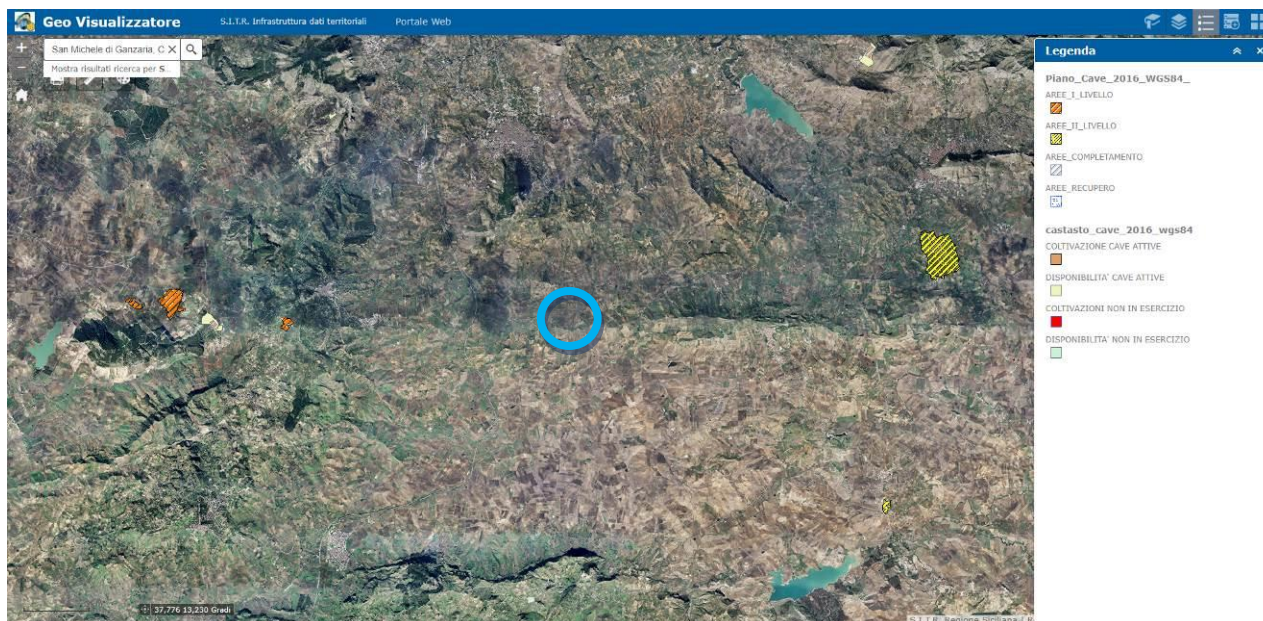 Geo Visualizzatore
S.I.T.R. Infrastruttura dati territoriali
Portale Web
San Michele di Ganzaria, C
Mostra risultati ricerca per S...
Legenda
Piano_Cave_2016_WGS84_
AREE_I_LIVELLO
AREE_II_LIVELLO
AREE_COMPLETAMENTO
AREE_RECUPERO
castasto_cave_2016_wgs84
COLTIVAZIONE CAVE ATTIVE
DISPONIBILITA' CAVE ATTIVE
COLTIVAZIONI NON IN ESERCIZIO
DISPONIBILITA' NON IN ESERCIZIO
37,776 13,230 Gradi
S.I.T.R. Regione Siciliana